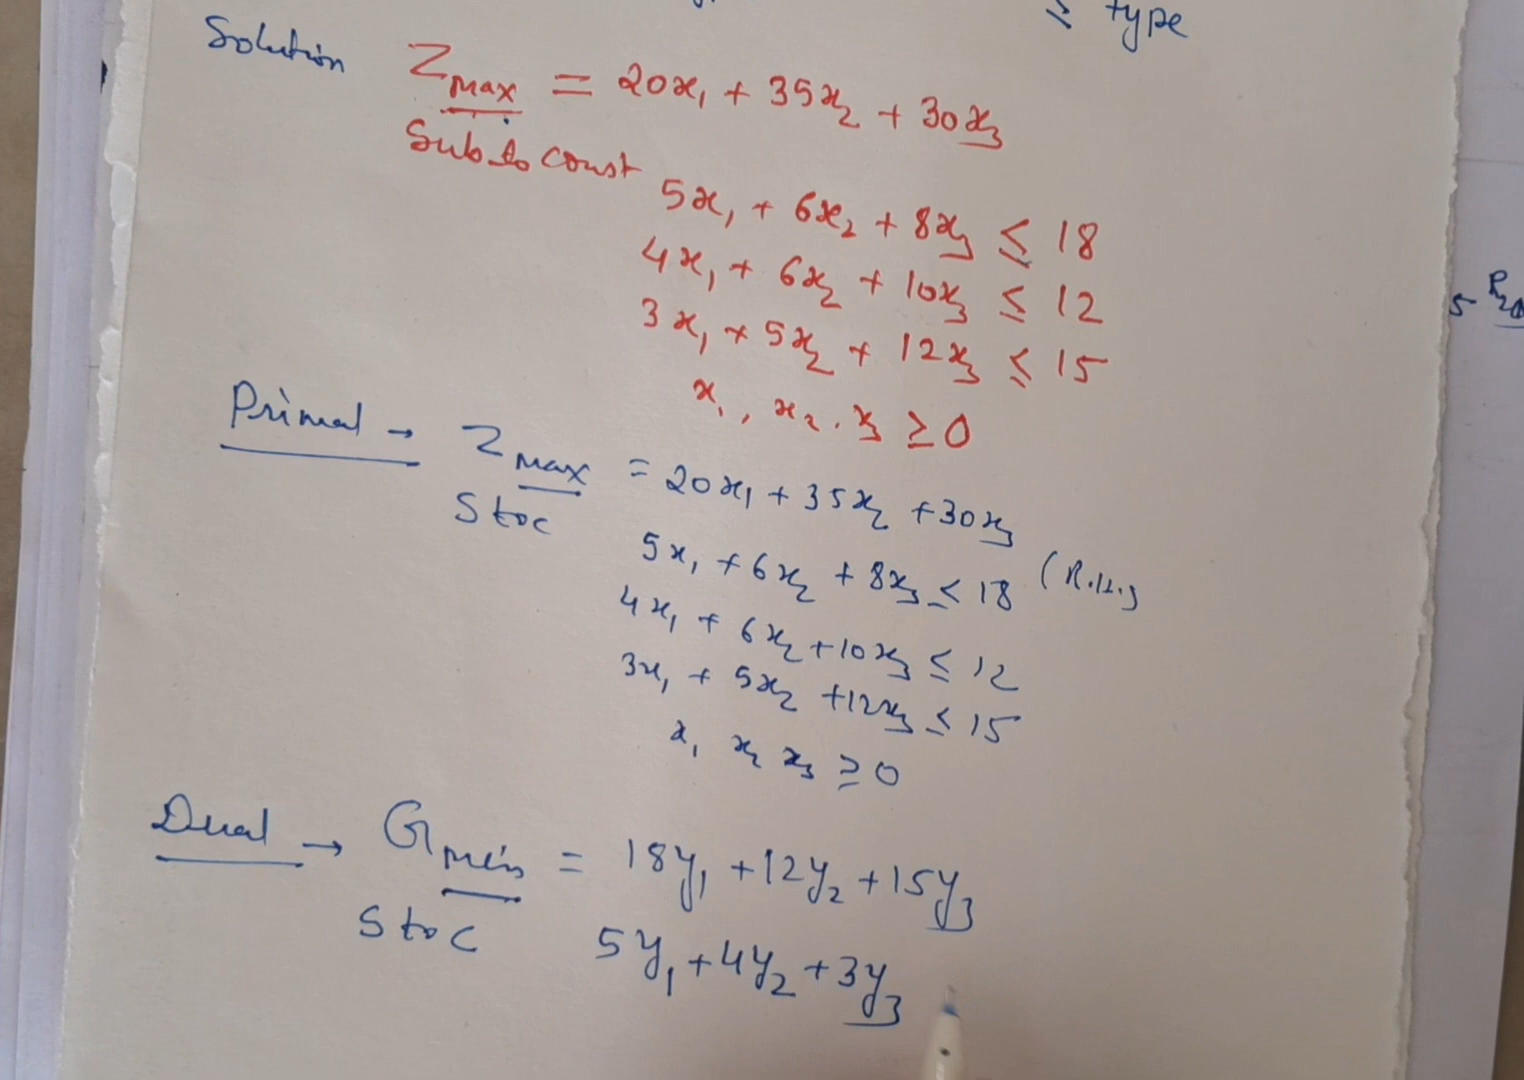 ≤ type
Solution Zmax = 20x₁ + 35x₂ + 30x₃
Sub to const
5x₁ + 6x₂ + 8x₃ ≤ 18
4x₁ + 6x₂ + 10x₃ ≤ 12
3x₁ + 5x₂ + 12x₃ ≤ 15
x₁, x₂, x₃ ≥ 0
Primal → Zmax = 20x₁ + 35x₂ + 30x₃
Stoc
5x₁ + 6x₂ + 8x₃ ≤ 18 (R.H.S
4x₁ + 6x₂ + 10x₃ ≤ 12
3x₁ + 5x₂ + 12x₃ ≤ 15
x₁ x₂ x₃ ≥ 0
Dual → Gmin = 18y₁ + 12y₂ + 15y₃
Stoc 5y₁ + 4y₂ + 3y₃